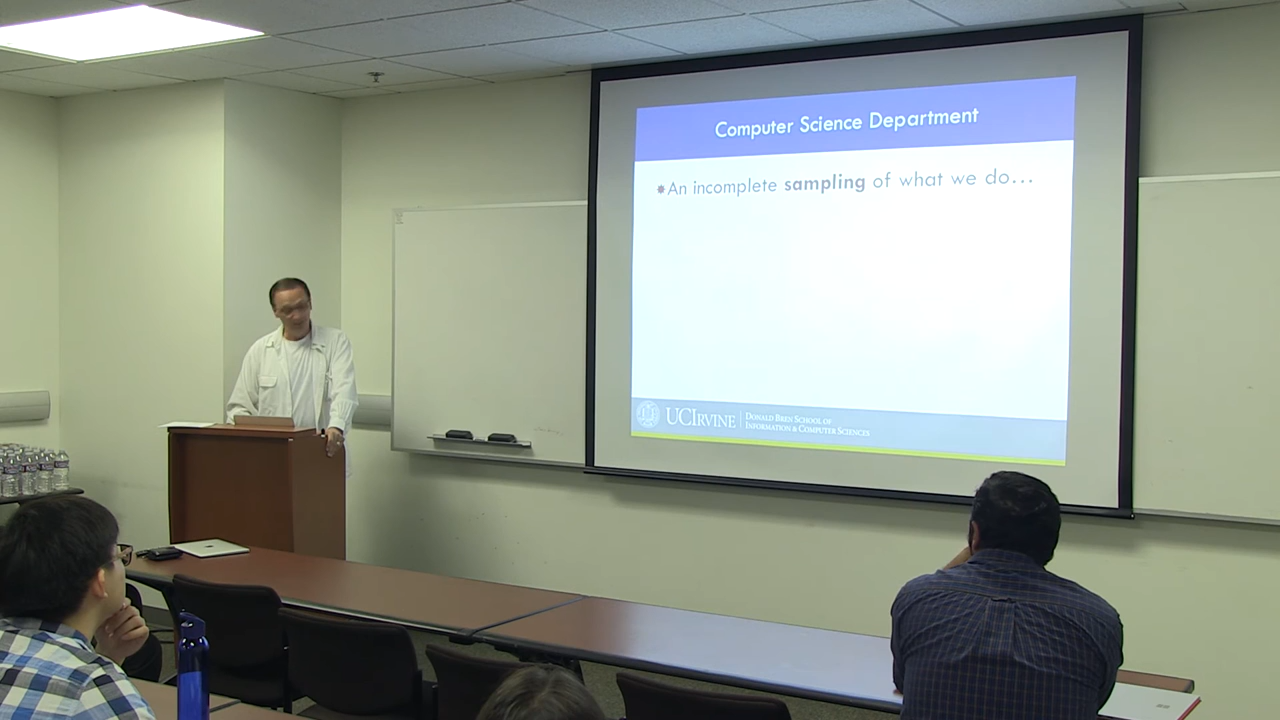 Computer Science Department
An incomplete sampling of what we do...
UCIRVINE
DONALD BREN SCHOOL OF
INFORMATION & COMPUTER SCIENCES